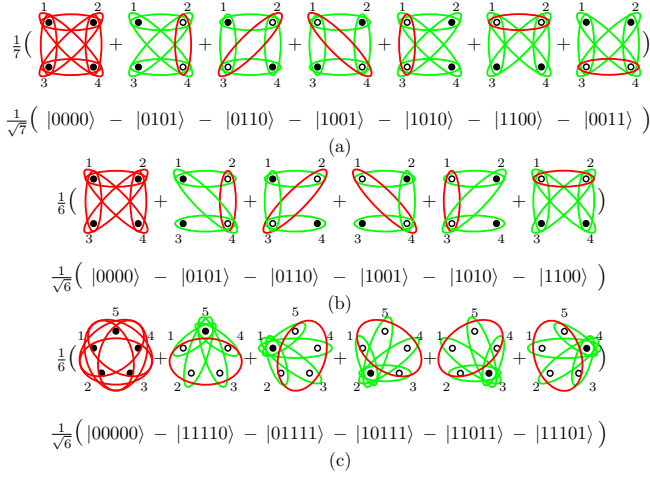 1 2 1 2 1 2 1 2 1 2 1 2 1 2
1/7( + + + + + + )
3 4 3 4 3 4 3 4 3 4 3 4 3 4
1/√7( |0000⟩ − |0101⟩ − |0110⟩ − |1001⟩ − |1010⟩ − |1100⟩ − |0011⟩ )
(a)
1 2 1 2 1 2 1 2 1 2 1 2
1/6( + + + + + )
3 4 3 4 3 4 3 4 3 4 3 4
1/√6( |0000⟩ − |0101⟩ − |0110⟩ − |1001⟩ − |1010⟩ − |1100⟩ )
(b)
5 5 5 5 5 5
1 4 1 4 1 4 1 4 1 4 1 4
1/6( + + + + + )
2 3 2 3 2 3 2 3 2 3 2 3
1/√6( |00000⟩ − |11110⟩ − |01111⟩ − |10111⟩ − |11011⟩ − |11101⟩ )
(c)